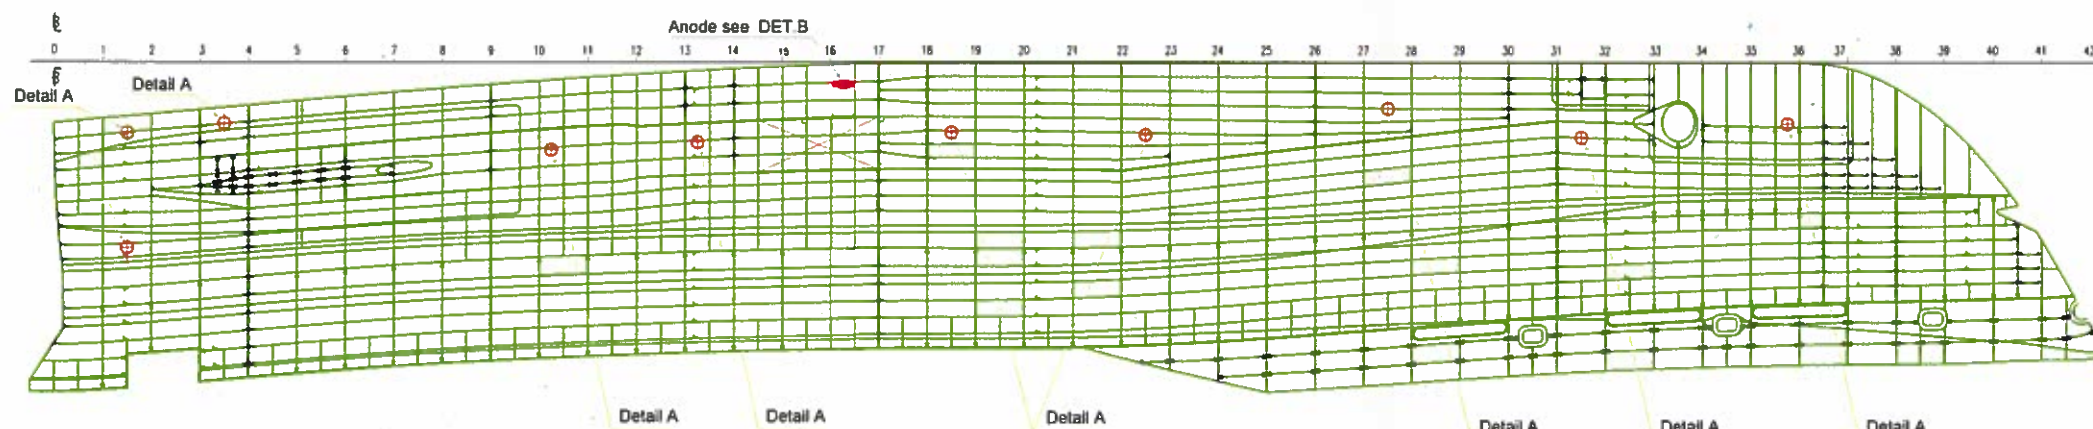 Anode see DET.B
0 1 2 3 4 5 6 7 8 9 10 11 12 13 14 15 16 17 18 19 20 21 22 23 24 25 26 27 28 29 30 31 32 33 34 35 36 37 38 39 40 41 42
Detail A
Detail A
Detail A Detail A Detail A Detail A Detail A Detail A